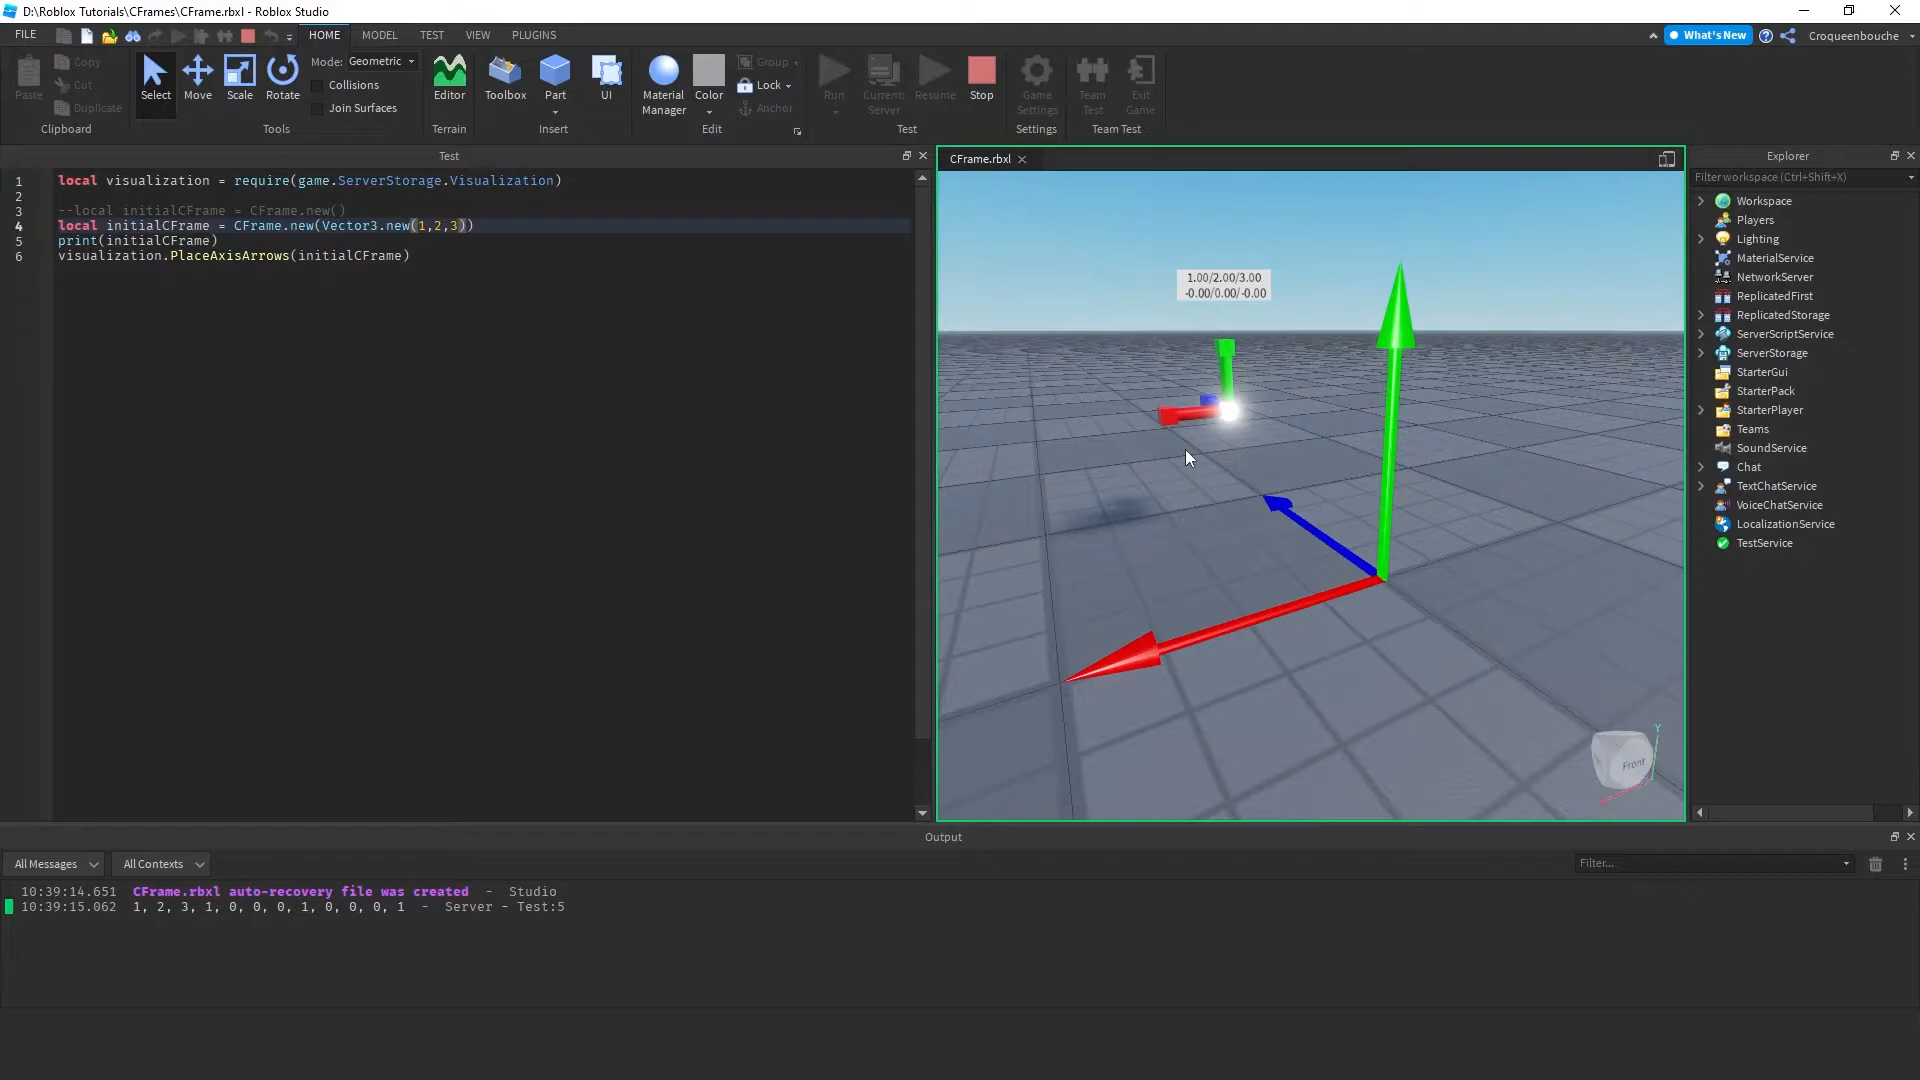 D:\Roblox Tutorials\CFrames\CFrame.rbxl - Roblox Studio
FILE
HOME
MODEL
TEST
VIEW
PLUGINS
What's New
Croqueenbouche
Paste
Copy
Cut
Duplicate
Clipboard
Select
Move
Scale
Rotate
Mode: Geometric
Collisions
Join Surfaces
Tools
Editor
Terrain
Toolbox
Part
UI
Insert
Material
Manager
Color
Group
Lock
Anchor
Edit
Run
Current:
Server
Resume
Stop
Test
Game
Settings
Settings
Team
Test
Exit
Game
Team Test
Test
1 local visualization = require(game.ServerStorage.Visualization)
2
3 --local initialCFrame = CFrame.new()
4 local initialCFrame = CFrame.new(Vector3.new(1,2,3))
5 print(initialCFrame)
6 visualization.PlaceAxisArrows(initialCFrame)
CFrame.rbxl
1.00/2.00/3.00
-0.00/0.00/-0.00
Y
Front
Explorer
Filter workspace (Ctrl+Shift+X)
Workspace
Players
Lighting
MaterialService
NetworkServer
ReplicatedFirst
ReplicatedStorage
ServerScriptService
ServerStorage
StarterGui
StarterPack
StarterPlayer
Teams
SoundService
Chat
TextChatService
VoiceChatService
LocalizationService
TestService
Output
All Messages
All Contexts
Filter...
10:39:14.651 CFrame.rbxl auto-recovery file was created - Studio
10:39:15.062 1, 2, 3, 1, 0, 0, 0, 1, 0, 0, 0, 1 - Server - Test:5